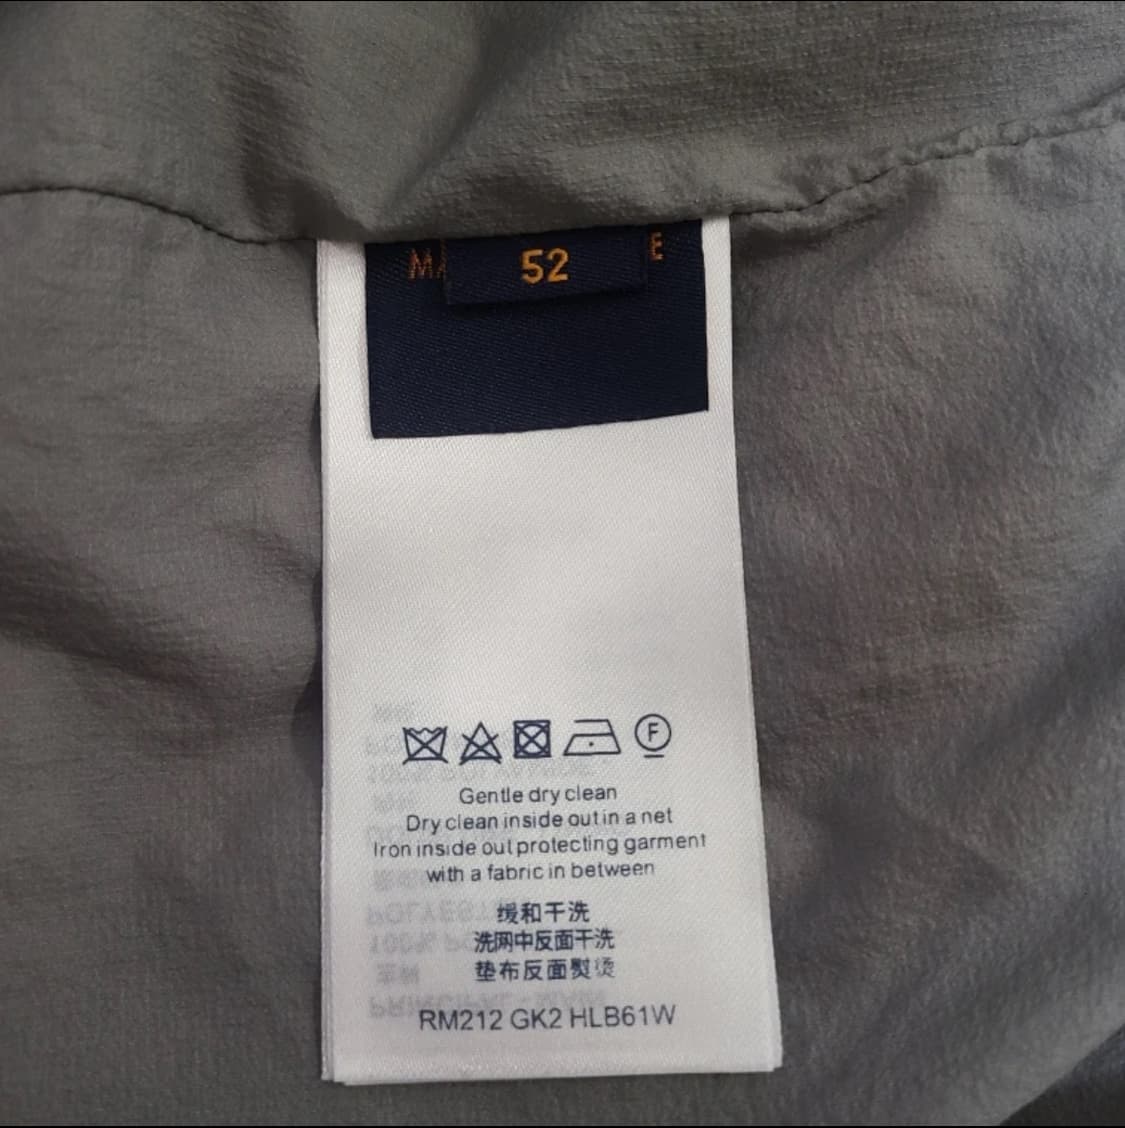 52
Gentle dry clean
Dry clean inside out in a net
Iron inside out protecting garment
with a fabric in between
缓和干洗
洗网中反面干洗
垫布反面熨烫
RM212 GK2 HLB61W